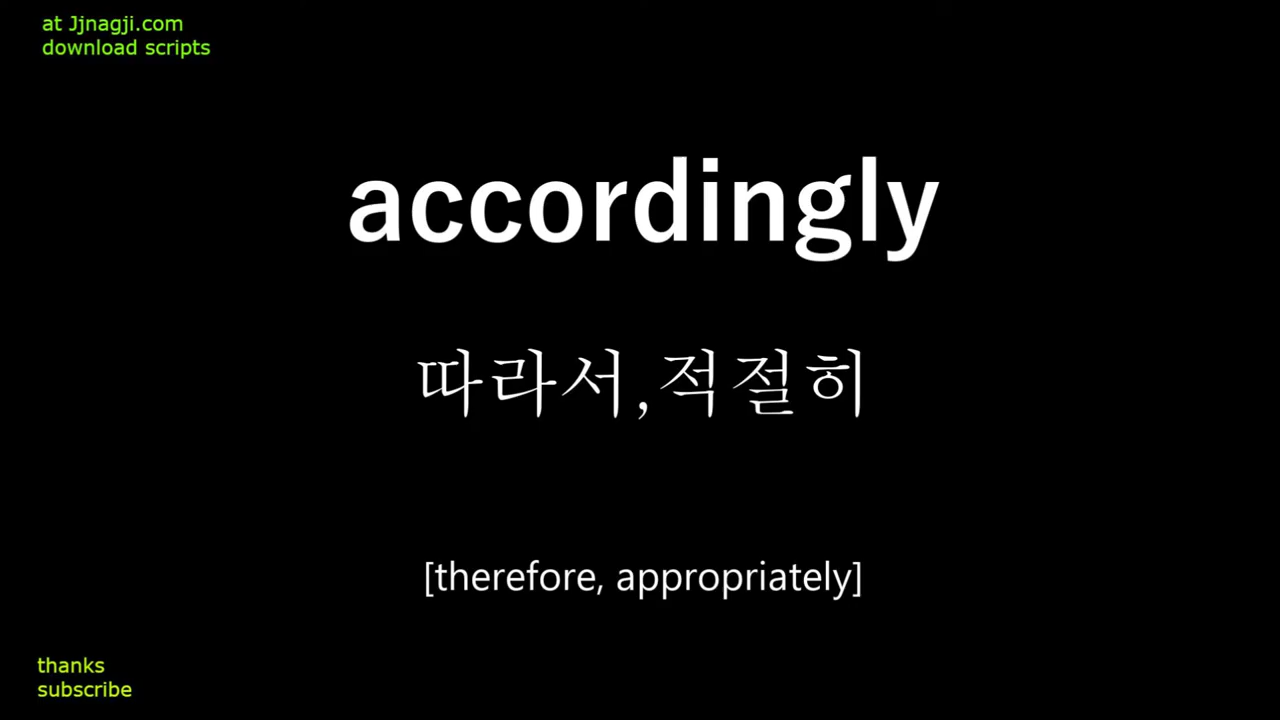 at Jjnagji.com
download scripts
accordingly
따라서,적절히
[therefore, appropriately]
thanks
subscribe